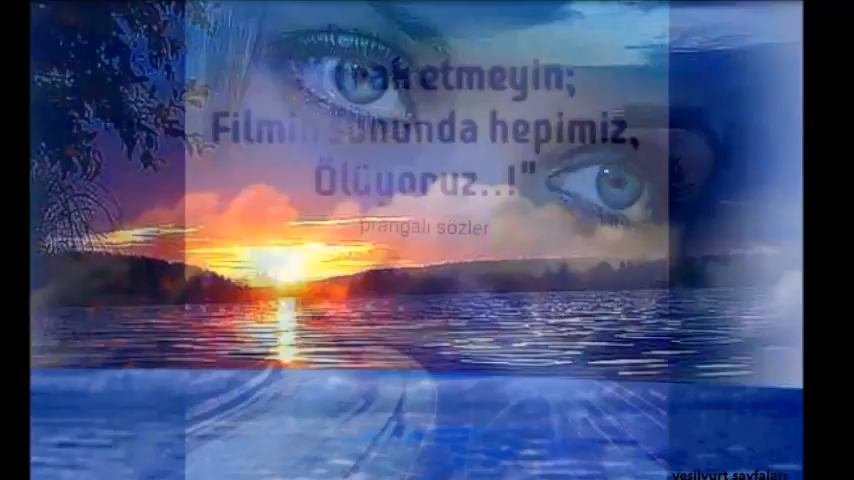 etmeyin;
Filmin sonunda hepimiz,
Ölüyoruz..!"
prangalı sözler
yesilyurt sayfaları